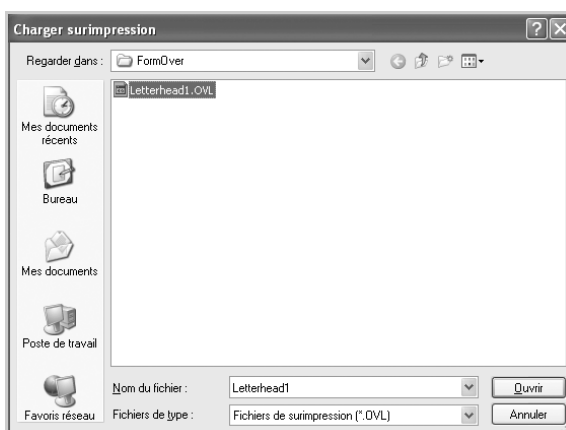 Charger surimpression
Regarder dans :
FormOver
Letterhead1.OVL
Mes documents
récents
Bureau
Mes documents
Poste de travail
Favoris réseau
Nom du fichier :
Letterhead1
Ouvrir
Fichiers de type :
Fichiers de surimpression (*.OVL)
Annuler